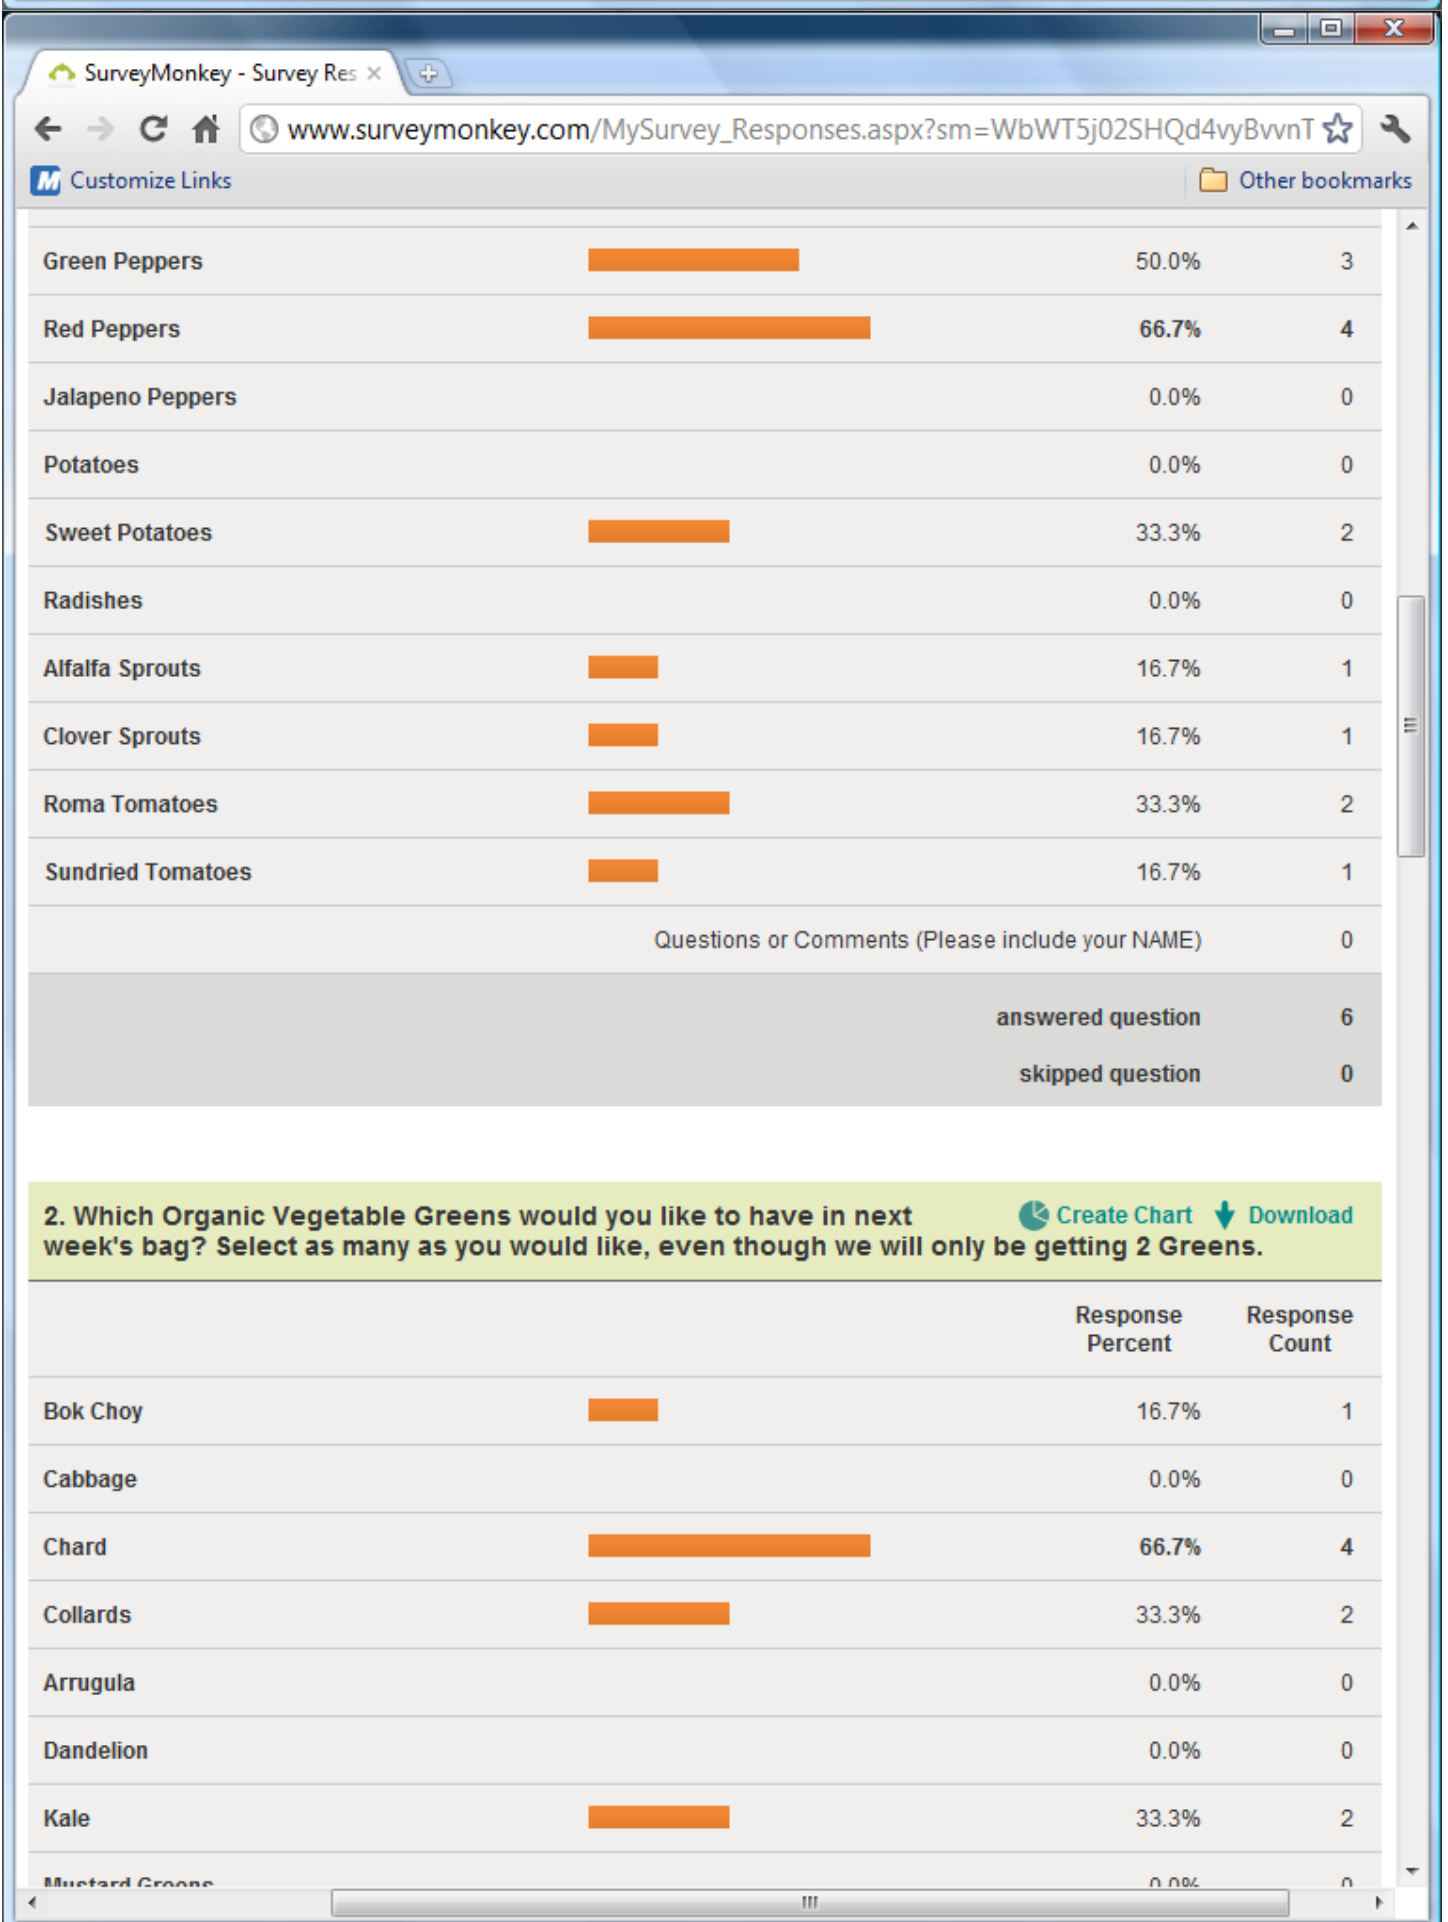 SurveyMonkey - Survey Res
www.surveymonkey.com/MySurvey_Responses.aspx?sm=WbWT5j02SHQd4vyBvvnT
Customize Links Other bookmarks
Green Peppers 50.0% 3
Red Peppers 66.7% 4
Jalapeno Peppers 0.0% 0
Potatoes 0.0% 0
Sweet Potatoes 33.3% 2
Radishes 0.0% 0
Alfalfa Sprouts 16.7% 1
Clover Sprouts 16.7% 1
Roma Tomatoes 33.3% 2
Sundried Tomatoes 16.7% 1
Questions or Comments (Please include your NAME) 0
answered question 6
skipped question 0
2. Which Organic Vegetable Greens would you like to have in next Create Chart Download
week's bag? Select as many as you would like, even though we will only be getting 2 Greens.
Response Response
Percent Count
Bok Choy 16.7% 1
Cabbage 0.0% 0
Chard 66.7% 4
Collards 33.3% 2
Arrugula 0.0% 0
Dandelion 0.0% 0
Kale 33.3% 2
Mustard Greens 0.0% 0